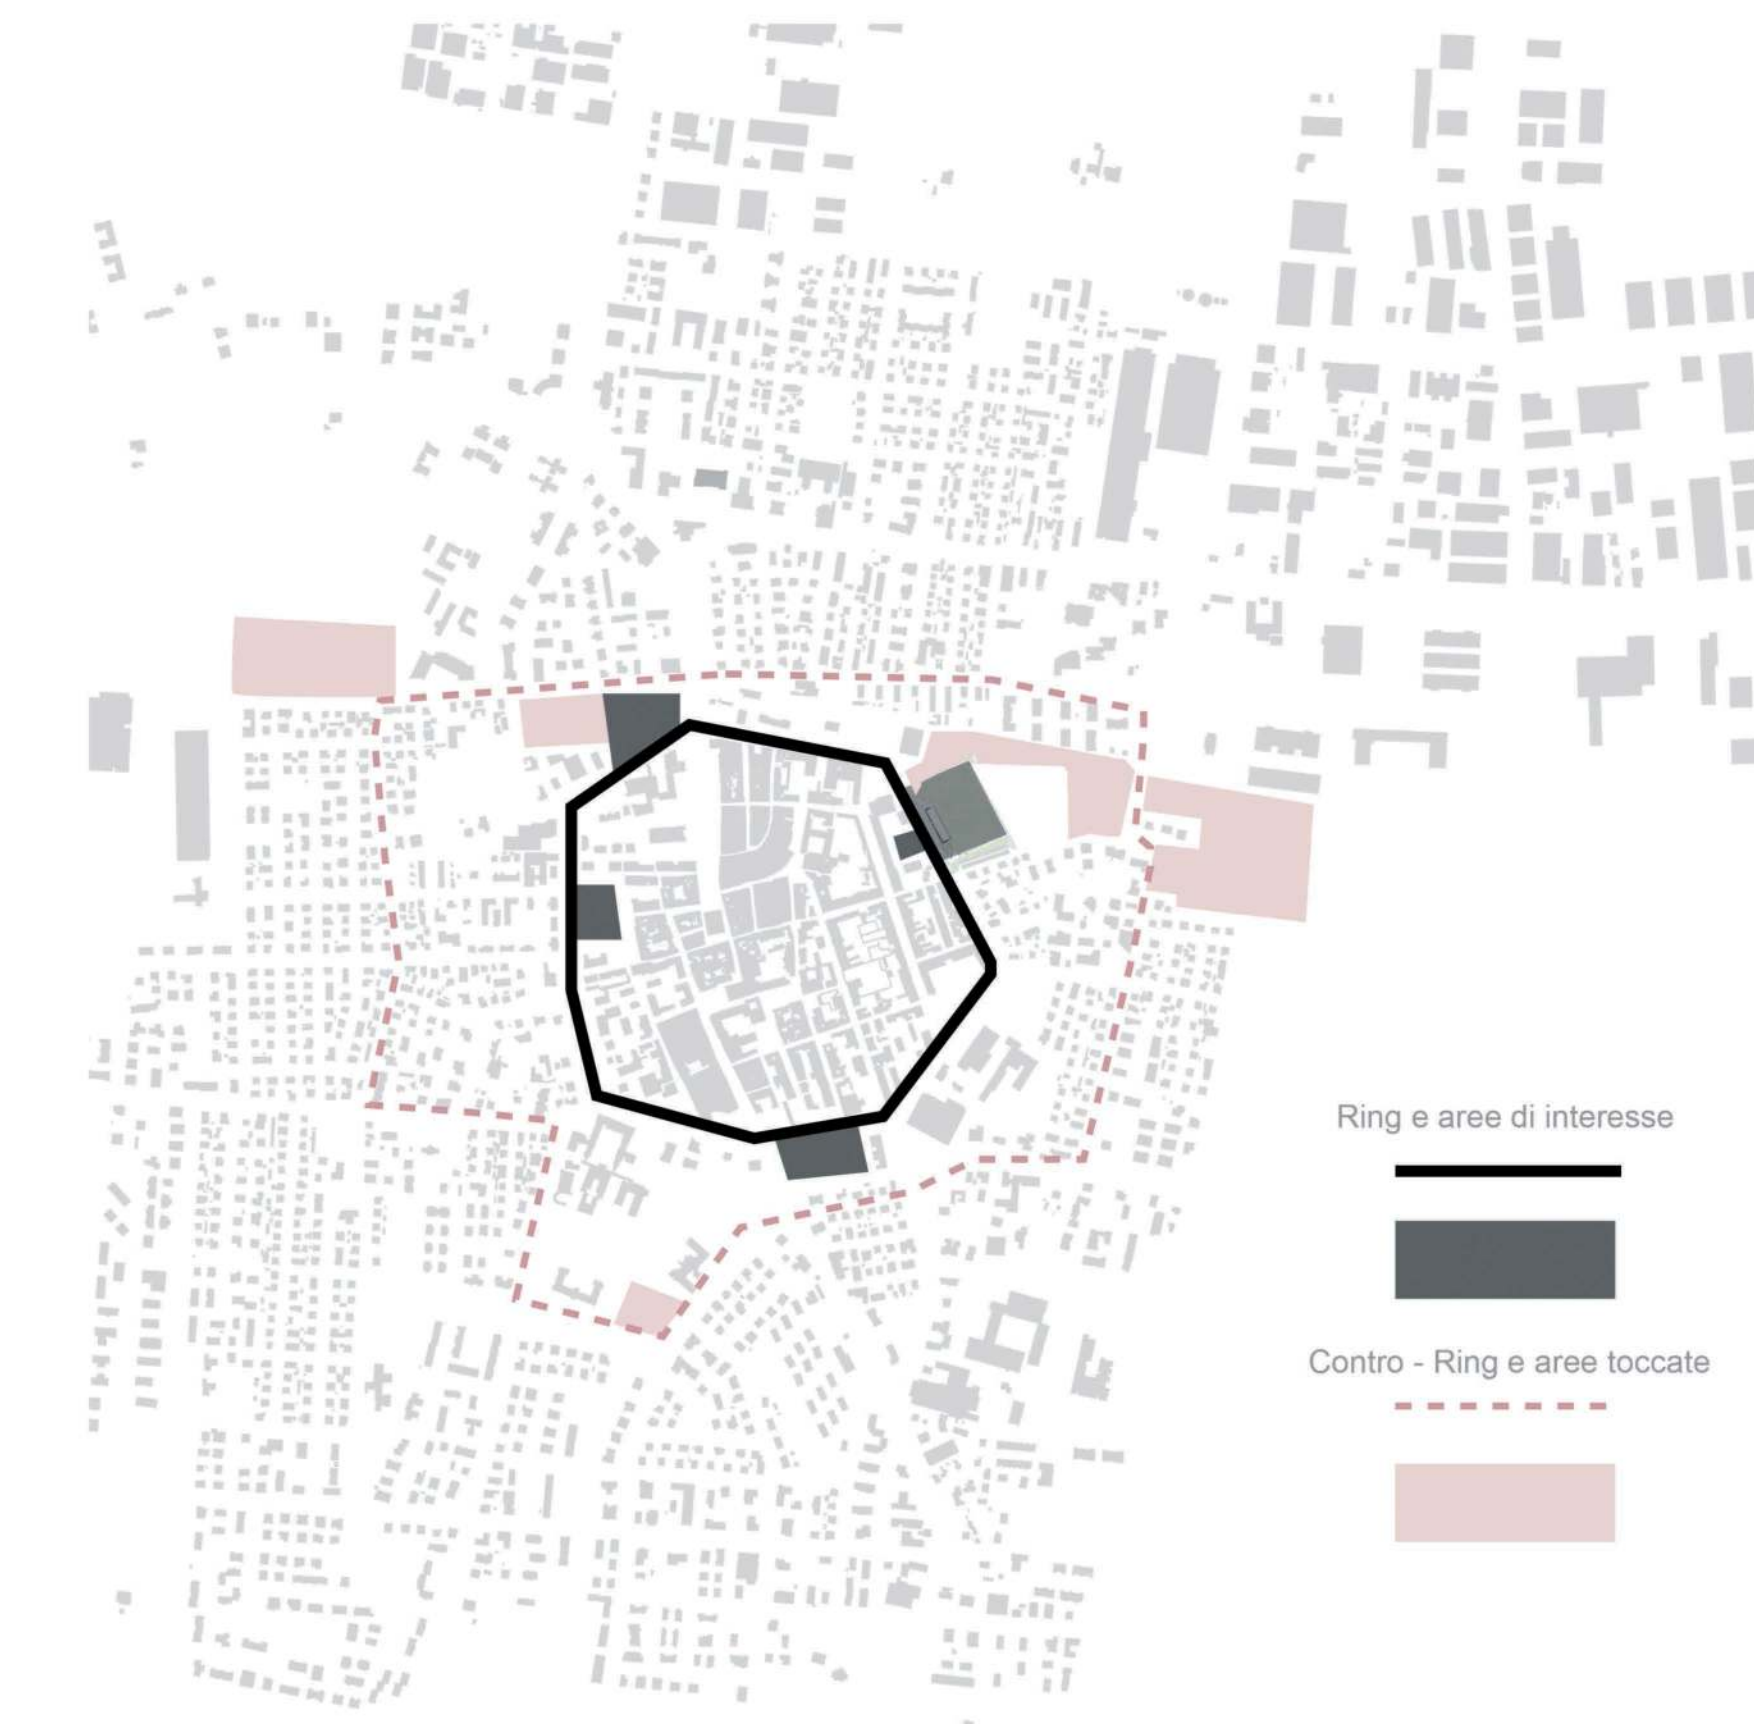 Ring e aree di interesse
Contro - Ring e aree toccate